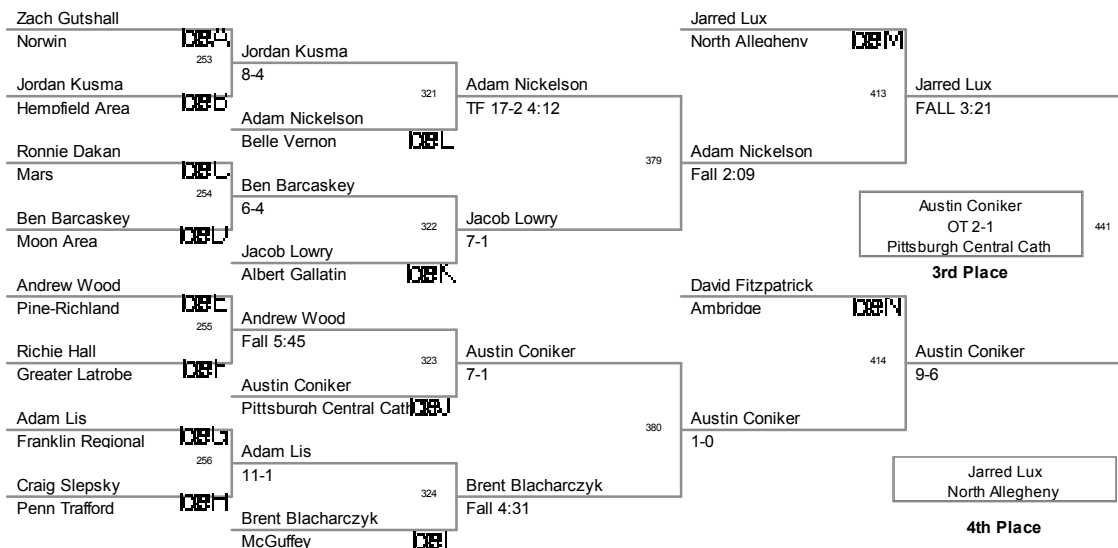 Zach Gutshall
Norwin
253
Jordan Kusma
Hempfield Area
Ronnie Dakan
Mars
254
Ben Barcaskey
Moon Area
Andrew Wood
Pine-Richland
255
Richie Hall
Greater Latrobe
Adam Lis
Franklin Regional
256
Craig Slepsky
Penn Trafford
Jordan Kusma
8-4
321
Adam Nickelson
Belle Vernon
Ben Barcaskey
6-4
322
Jacob Lowry
Albert Gallatin
Andrew Wood
Fall 5:45
323
Austin Coniker
Pittsburgh Central Cath
Adam Lis
11-1
324
Brent Blacharczyk
McGuffey
Adam Nickelson
TF 17-2 4:12
379
Jacob Lowry
7-1
Austin Coniker
7-1
380
Brent Blacharczyk
Fall 4:31
Jarred Lux
North Allegheny
413
Adam Nickelson
Fall 2:09
David Fitzpatrick
Ambridge
414
Austin Coniker
1-0
Jarred Lux
FALL 3:21
Austin Coniker
OT 2-1
Pittsburgh Central Cath
441
3rd Place
Austin Coniker
9-6
Jarred Lux
North Allegheny
4th Place